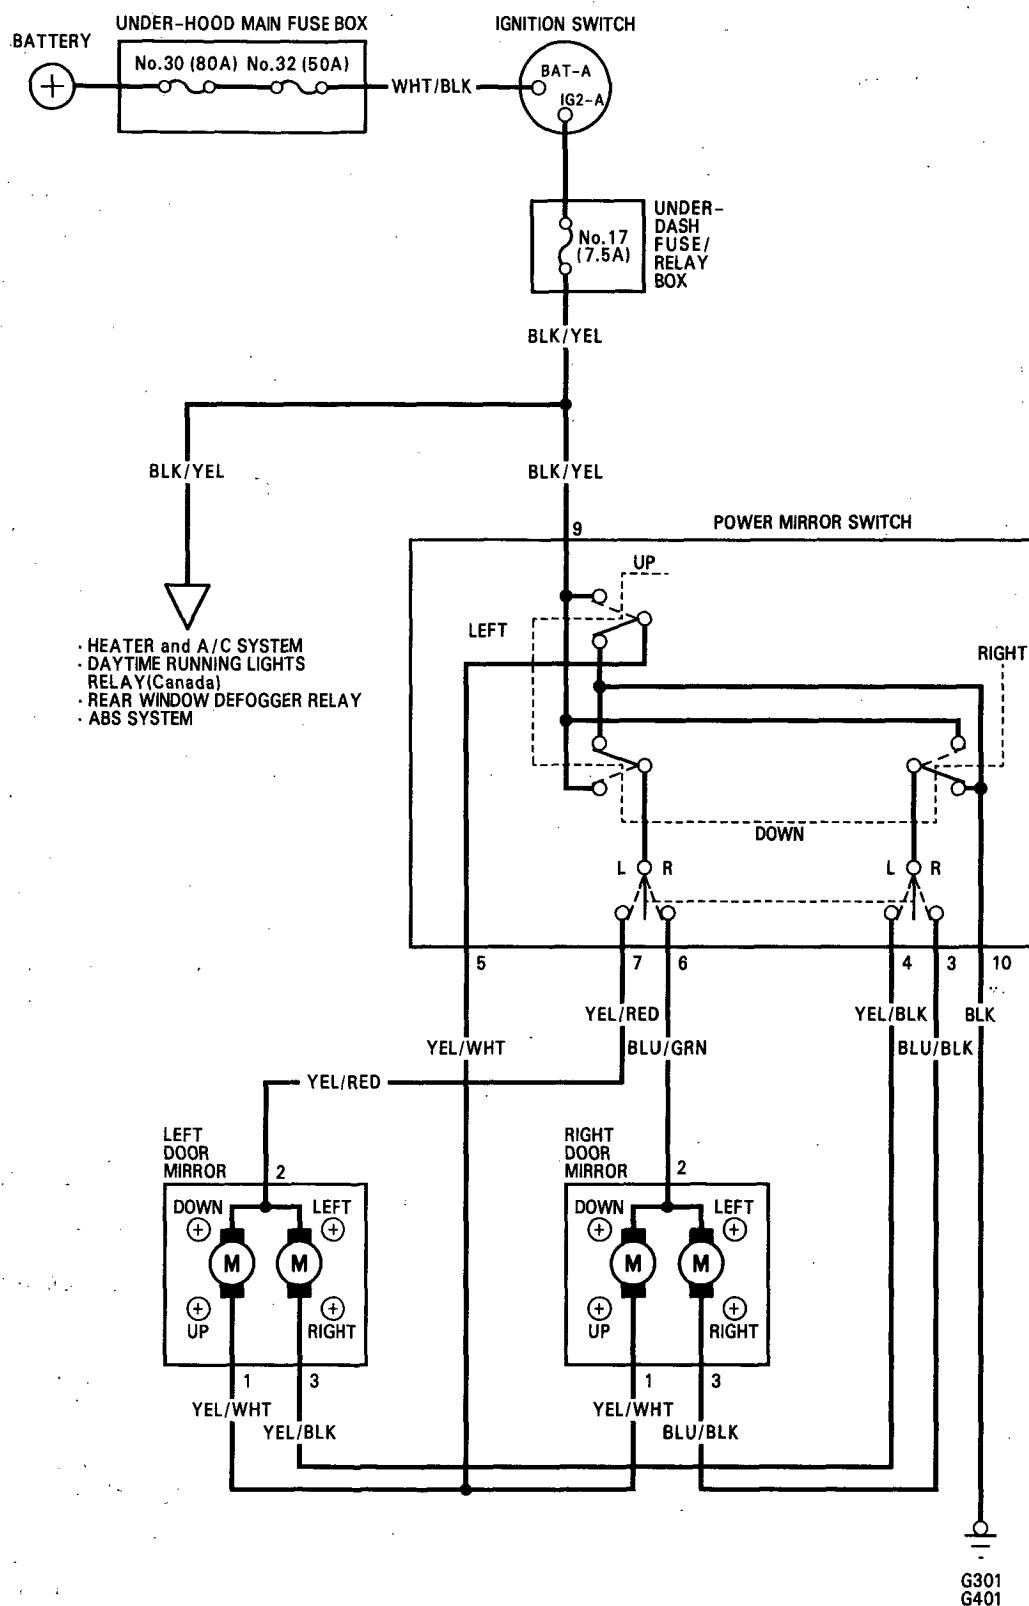 UNDER-HOOD MAIN FUSE BOX
IGNITION SWITCH
BATTERY
+
No.30 (80A) No.32 (50A)
WHT/BLK
BAT-A
IG2-A
UNDER-
DASH
FUSE/
RELAY
BOX
No.17
(7.5A)
BLK/YEL
BLK/YEL
BLK/YEL
9
POWER MIRROR SWITCH
UP
LEFT
RIGHT
· HEATER and A/C SYSTEM
· DAYTIME RUNNING LIGHTS
RELAY(Canada)
· REAR WINDOW DEFOGGER RELAY
· ABS SYSTEM
DOWN
L R
L R
5
7
6
4
3
10
YEL/RED
YEL/BLK
BLK
YEL/WHT
BLU/GRN
BLU/BLK
YEL/RED
LEFT
DOOR
MIRROR
2
DOWN
LEFT
+
+
M
M
+
+
UP
RIGHT
1
3
YEL/WHT
YEL/BLK
RIGHT
DOOR
MIRROR
2
DOWN
LEFT
+
+
M
M
+
+
UP
RIGHT
1
3
YEL/WHT
BLU/BLK
G301
G401